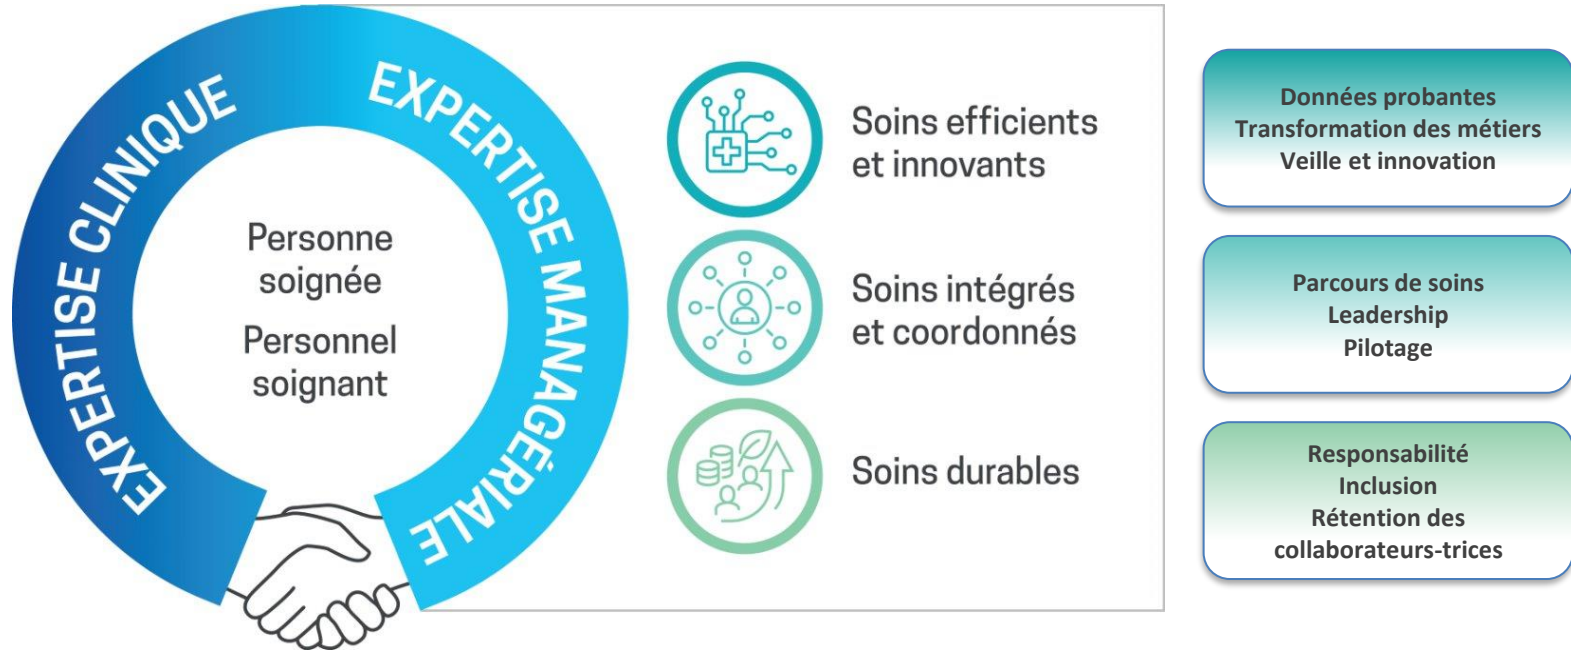 EXPERTISE CLINIQUE
EXPERTISE MANAGÉRIALE
Personne
soignée
Personnel
soignant
Soins efficients
et innovants
Soins intégrés
et coordonnés
Soins durables
Données probantes
Transformation des métiers
Veille et innovation
Parcours de soins
Leadership
Pilotage
Responsabilité
Inclusion
Rétention des
collaborateurs-trices